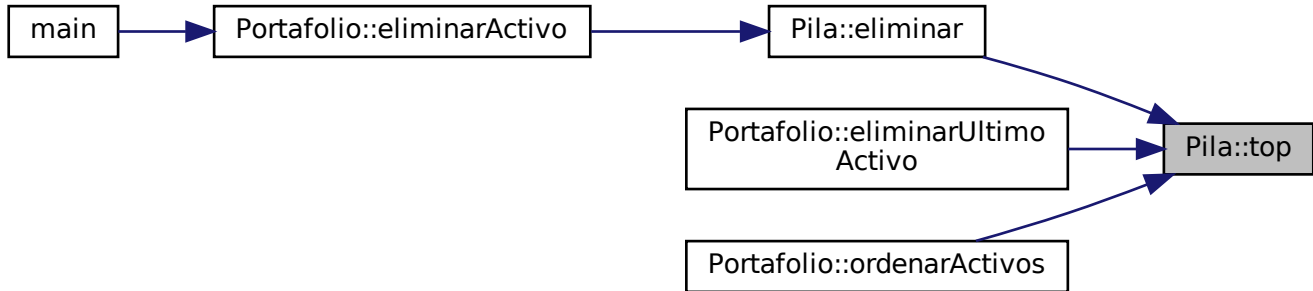 main
Portafolio::eliminarActivo
Pila::eliminar
Portafolio::eliminarUltimo
Activo
Pila::top
Portafolio::ordenarActivos